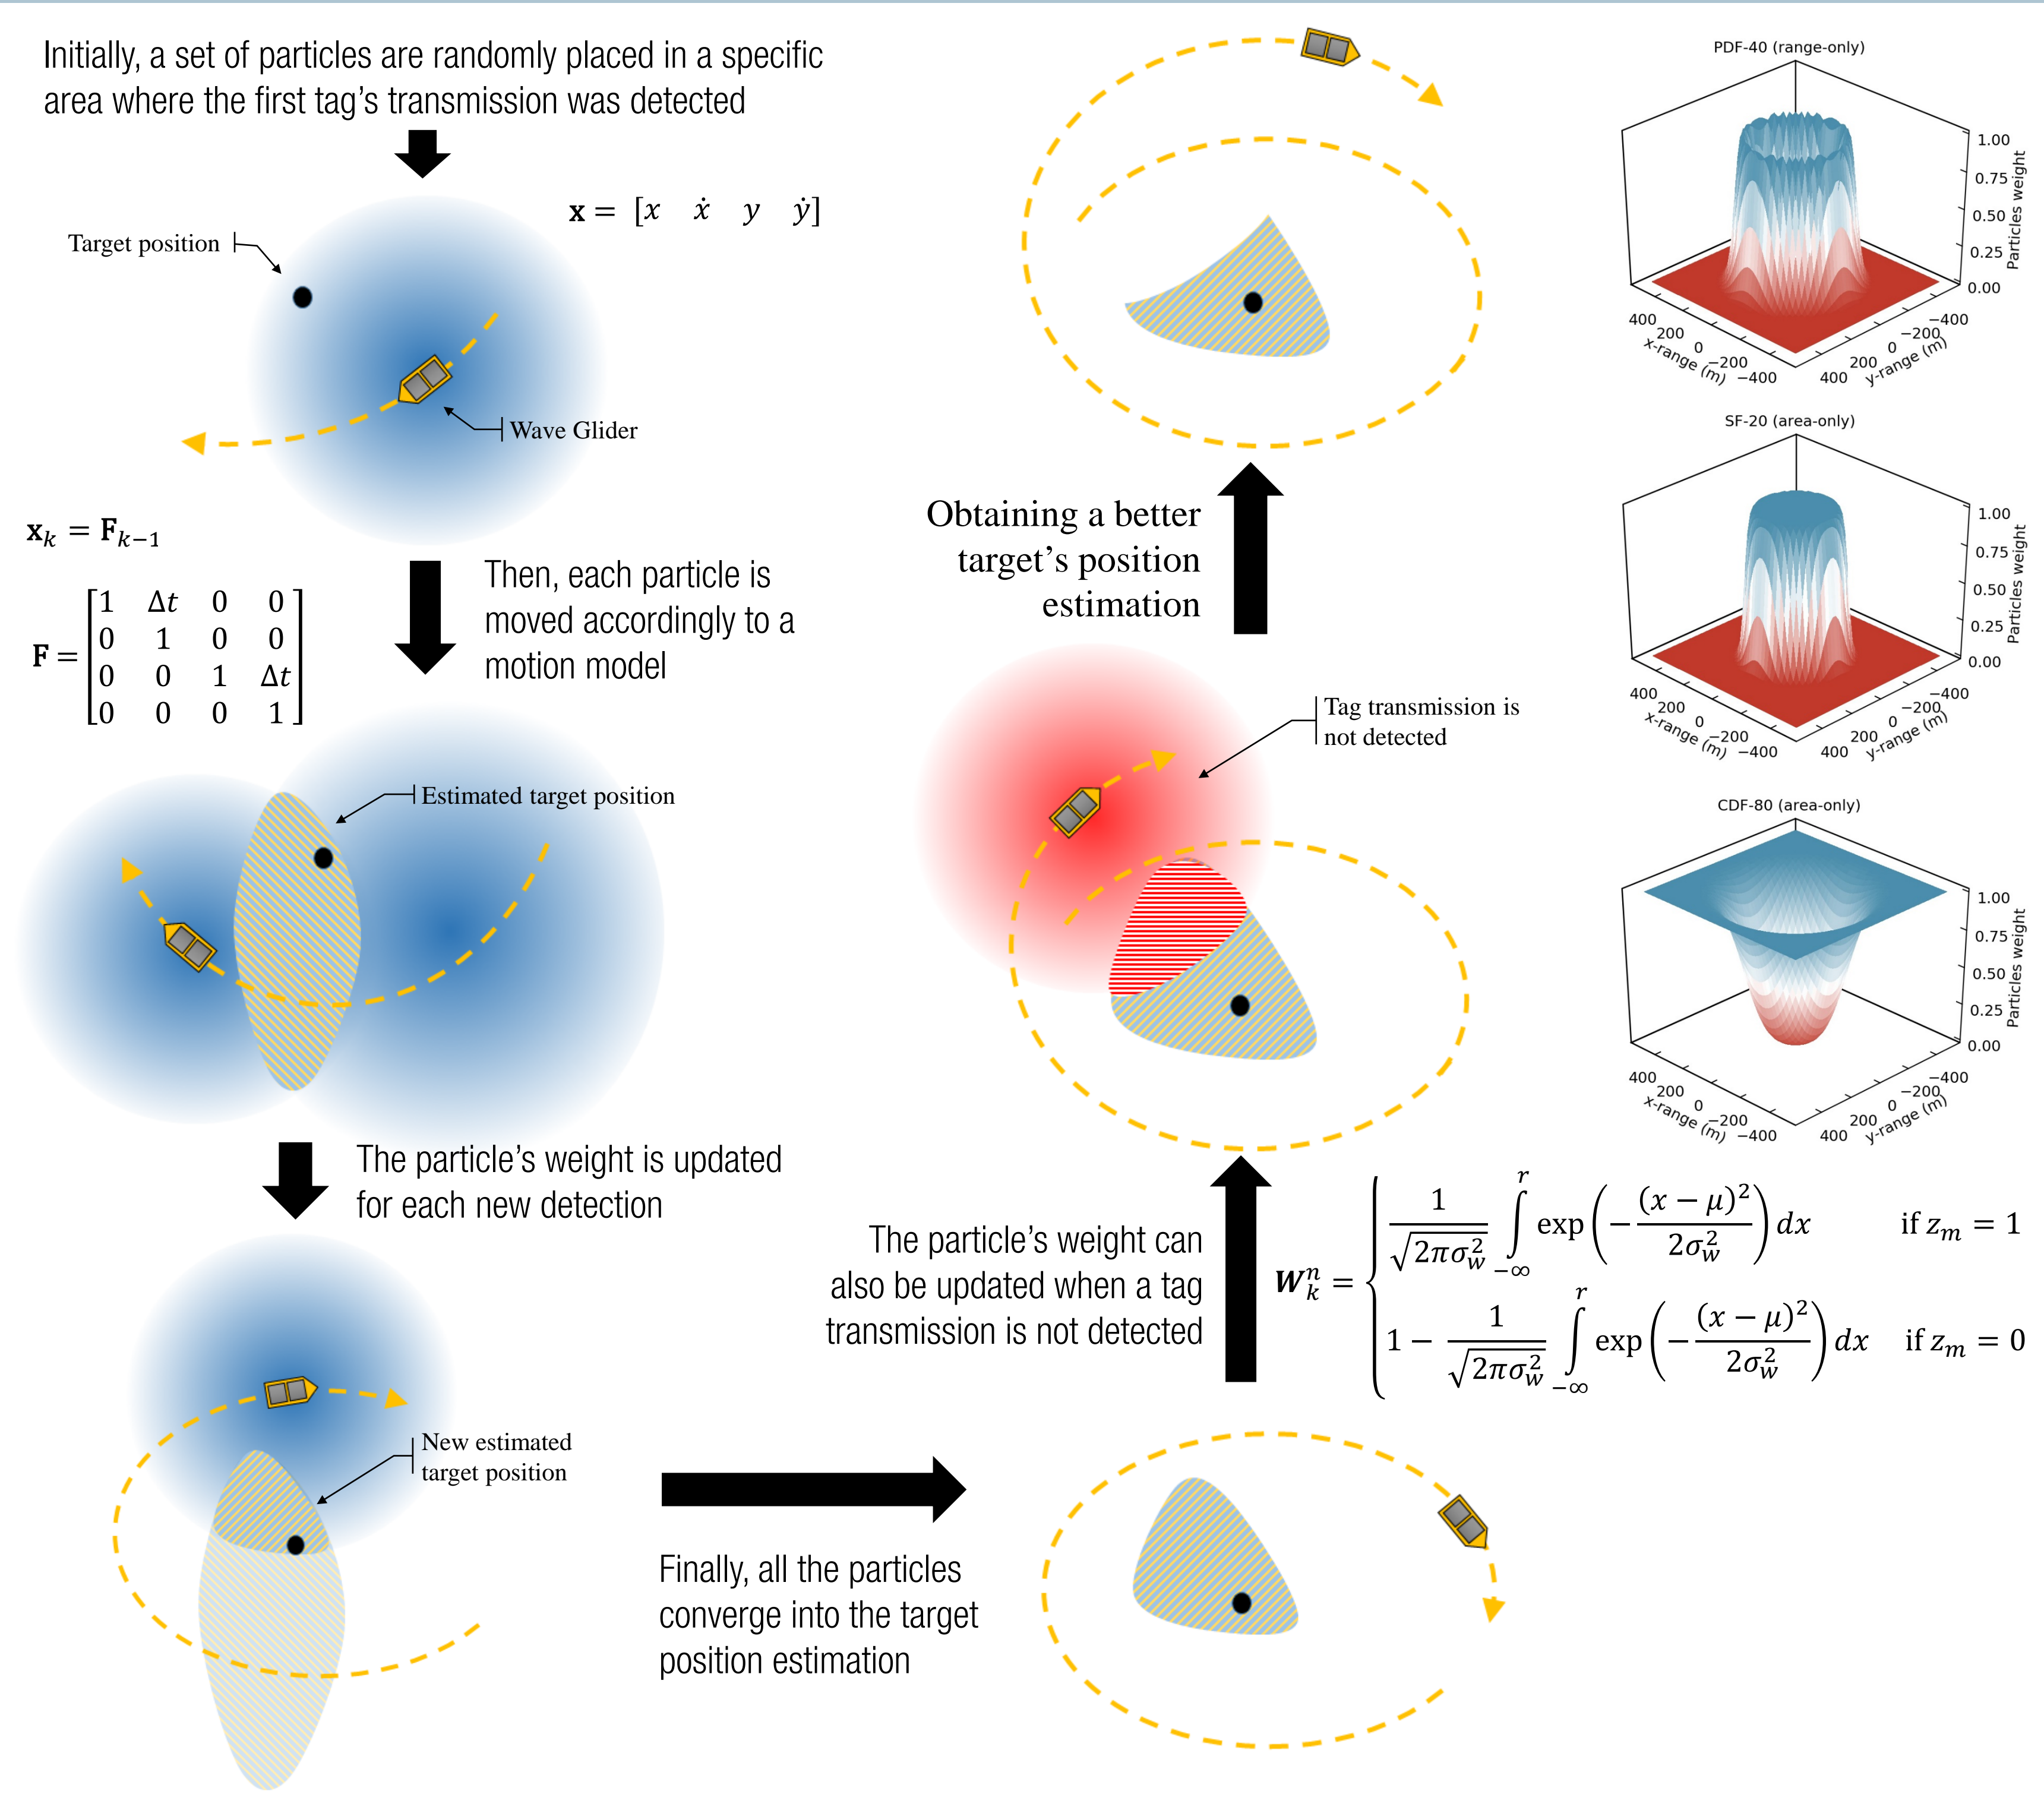 Initially, a set of particles are randomly placed in a specific
area where the first tag's transmission was detected
x = [x ẋ y ẏ]
Target position
Wave Glider
x_k = F_{k−1}
F =
[1 Δt 0 0
0 1 0 0
0 0 1 Δt
0 0 0 1]
Then, each particle is
moved accordingly to a
motion model
Estimated target position
The particle's weight is updated
for each new detection
New estimated
target position
Finally, all the particles
converge into the target
position estimation
The particle's weight can
also be updated when a tag
transmission is not detected
W_k^n = { 1/√(2πσ_w^2) ∫_{−∞}^{r} exp(−(x − μ)^2/2σ_w^2) dx if z_m = 1
1 − 1/√(2πσ_w^2) ∫_{−∞}^{r} exp(−(x − μ)^2/2σ_w^2) dx if z_m = 0
Tag transmission is
not detected
Obtaining a better
target's position
estimation
PDF-40 (range-only)
1.00
0.75
0.50
0.25
0.00
Particles weight
400
200
0
−200
−400
x-range (m)
−400
−200
0
200
400
y-range (m)
SF-20 (area-only)
1.00
0.75
0.50
0.25
0.00
Particles weight
400
200
0
−200
−400
x-range (m)
−400
−200
0
200
400
y-range (m)
CDF-80 (area-only)
1.00
0.75
0.50
0.25
0.00
Particles weight
400
200
0
−200
−400
x-range (m)
−400
−200
0
200
400
y-range (m)